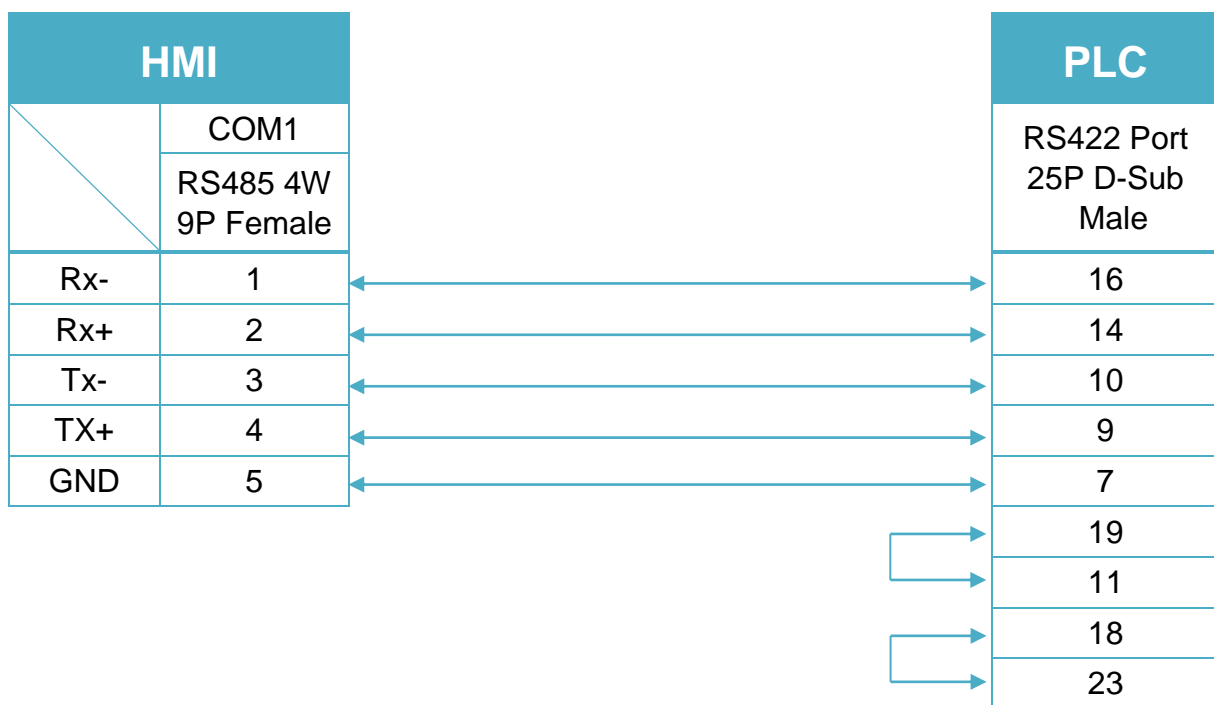 HMI
PLC
COM1
RS485 4W
9P Female
RS422 Port
25P D-Sub
Male
Rx- 1 16
Rx+ 2 14
Tx- 3 10
TX+ 4 9
GND 5 7
19
11
18
23